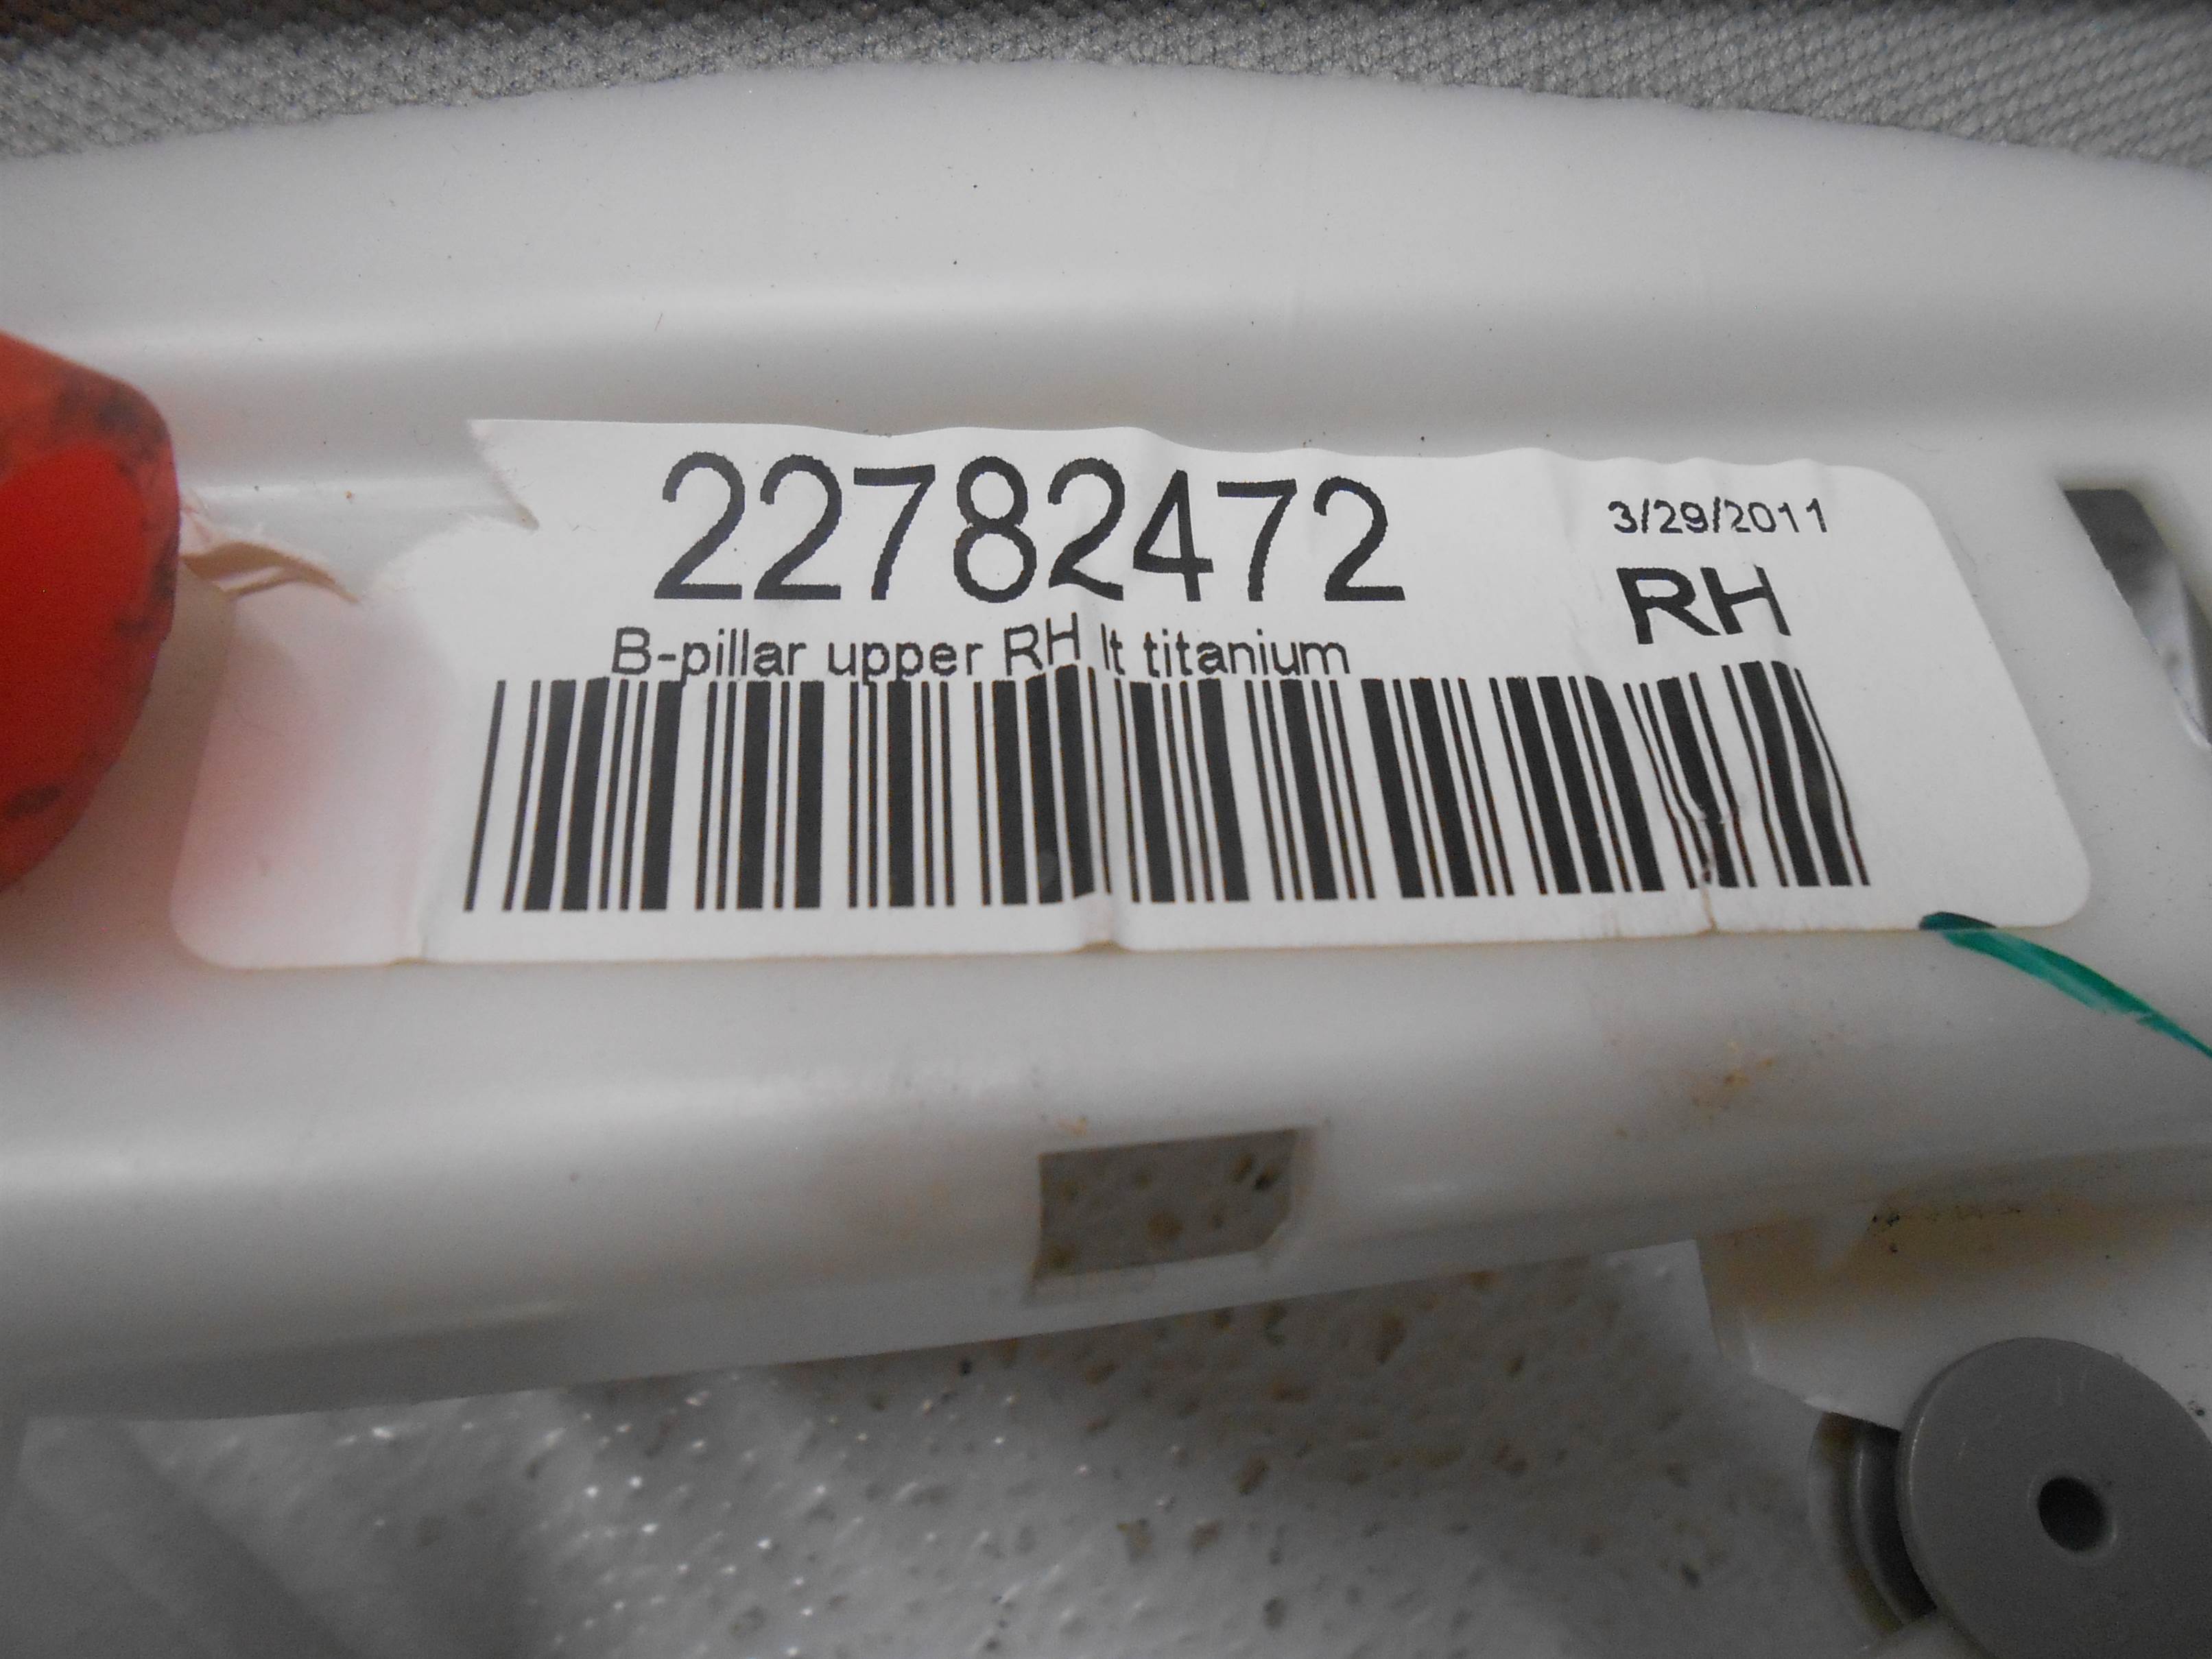 22782472
3/29/2011
RH
B-pillar upper RH lt titanium